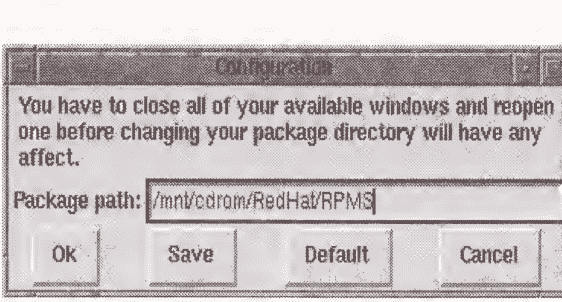 Configuration
You have to close all of your available windows and reopen
one before changing your package directory will have any
affect.
Package path: /mnt/cdrom/RedHat/RPMS
Ok Save Default Cancel